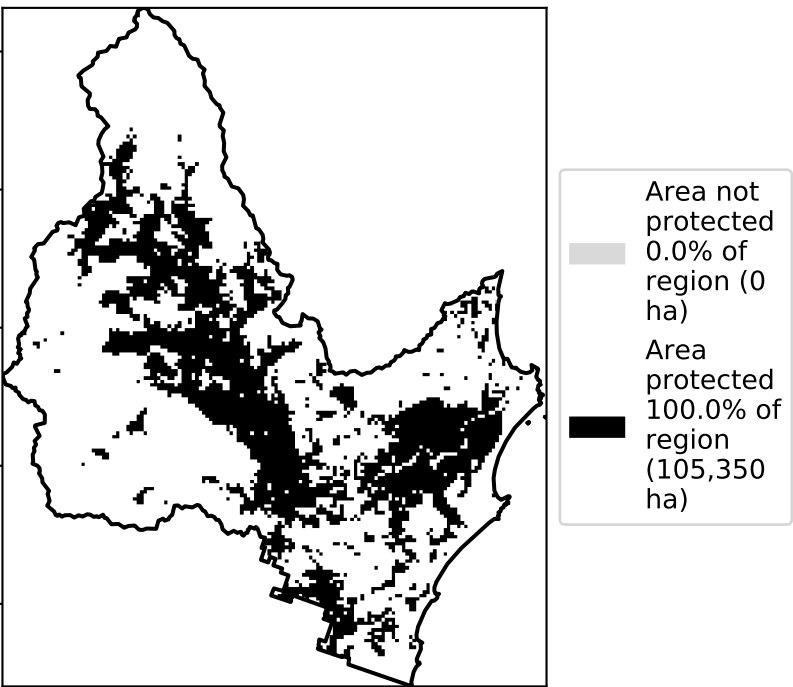 Area not
protected
0.0% of
region (0
ha)
Area
protected
100.0% of
region
(105,350
ha)